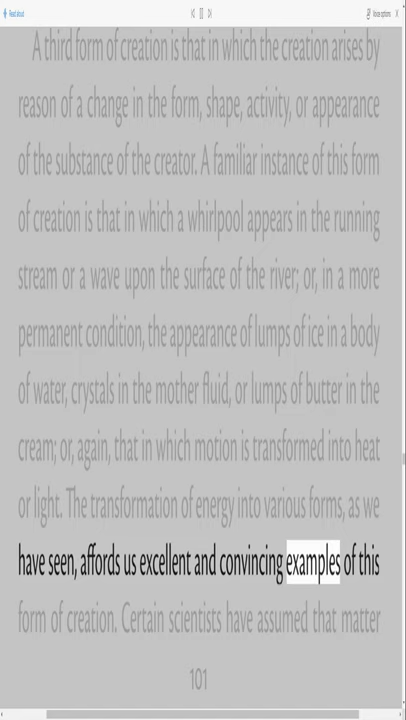 Read aloud
Voice options
A third form of creation is that in which the creation arises by
reason of a change in the form, shape, activity, or appearance
of the substance of the creator. A familiar instance of this form
of creation is that in which a whirlpool appears in the running
stream or a wave upon the surface of the river; or, in a more
permanent condition, the appearance of lumps of ice in a body
of water, crystals in the mother fluid, or lumps of butter in the
cream; or, again, that in which motion is transformed into heat
or light. The transformation of energy into various forms, as we
have seen, affords us excellent and convincing examples of this
form of creation. Certain scientists have assumed that matter
101